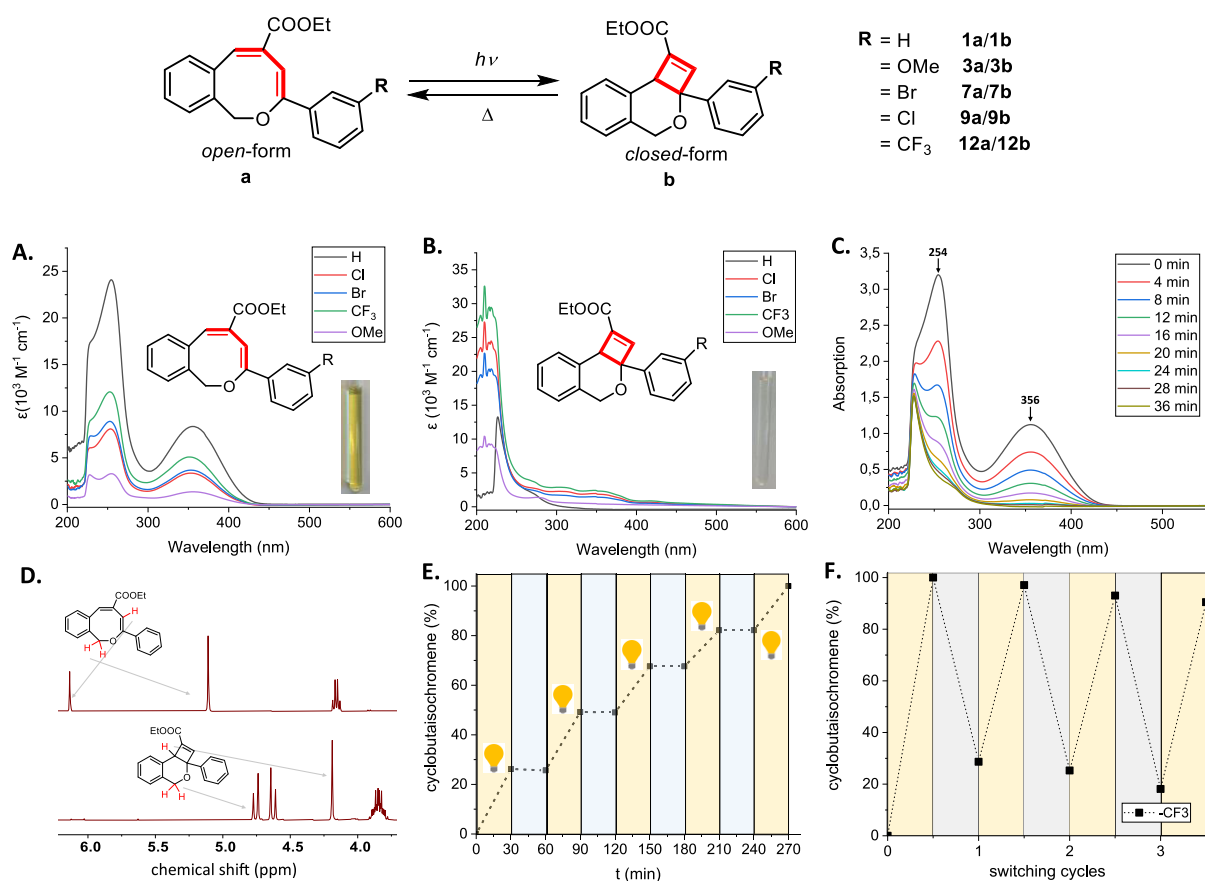 COOEt
R
O
open-form
a
hν
Δ
EtOOC
R
O
closed-form
b
R = H 1a/1b
= OMe 3a/3b
= Br 7a/7b
= Cl 9a/9b
= CF3 12a/12b
A.
ε(10³ M⁻¹ cm⁻¹)
25
20
15
10
5
0
200 300 400 500 600
Wavelength (nm)
H
Cl
Br
CF3
OMe
COOEt
R
O
B.
ε (10³ M⁻¹ cm⁻¹)
35
30
25
20
15
10
5
0
200 300 400 500 600
Wavelength (nm)
H
Cl
Br
CF3
OMe
EtOOC
R
O
C.
Absorption
3,5
3,0
2,5
2,0
1,5
1,0
0,5
0,0
200 300 400 500
Wavelength (nm)
254
356
0 min
4 min
8 min
12 min
16 min
20 min
24 min
28 min
36 min
D.
COOEt
H
O
H H
EtOOC
H
O
H H
6.0 5.5 5.0 4.5 4.0
chemical shift (ppm)
E.
cyclobutaisochromene (%)
100
80
60
40
20
0
0 30 60 90 120 150 180 210 240 270
t (min)
F.
cyclobutaisochromene (%)
100
80
60
40
20
0
0 1 2 3
switching cycles
-CF3